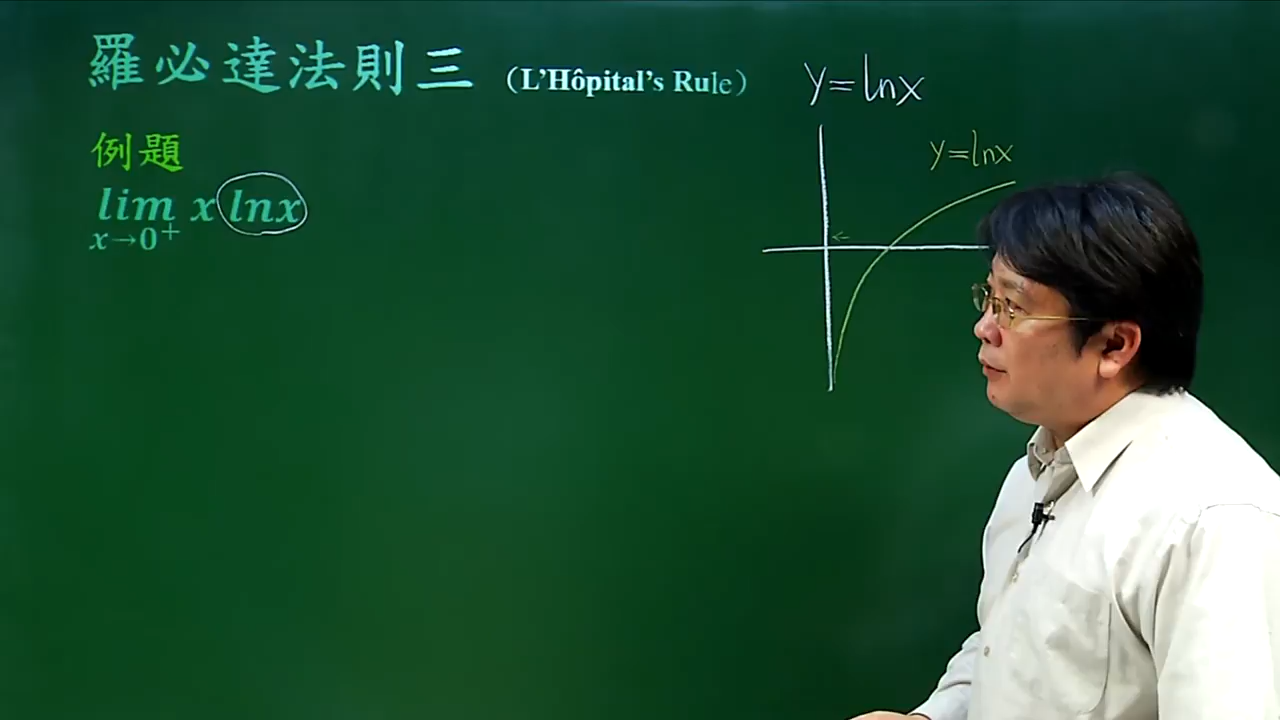 羅必達法則三 (L'Hôpital's Rule)
例題
lim x lnx
x→0⁺
y=lnx
y=lnx